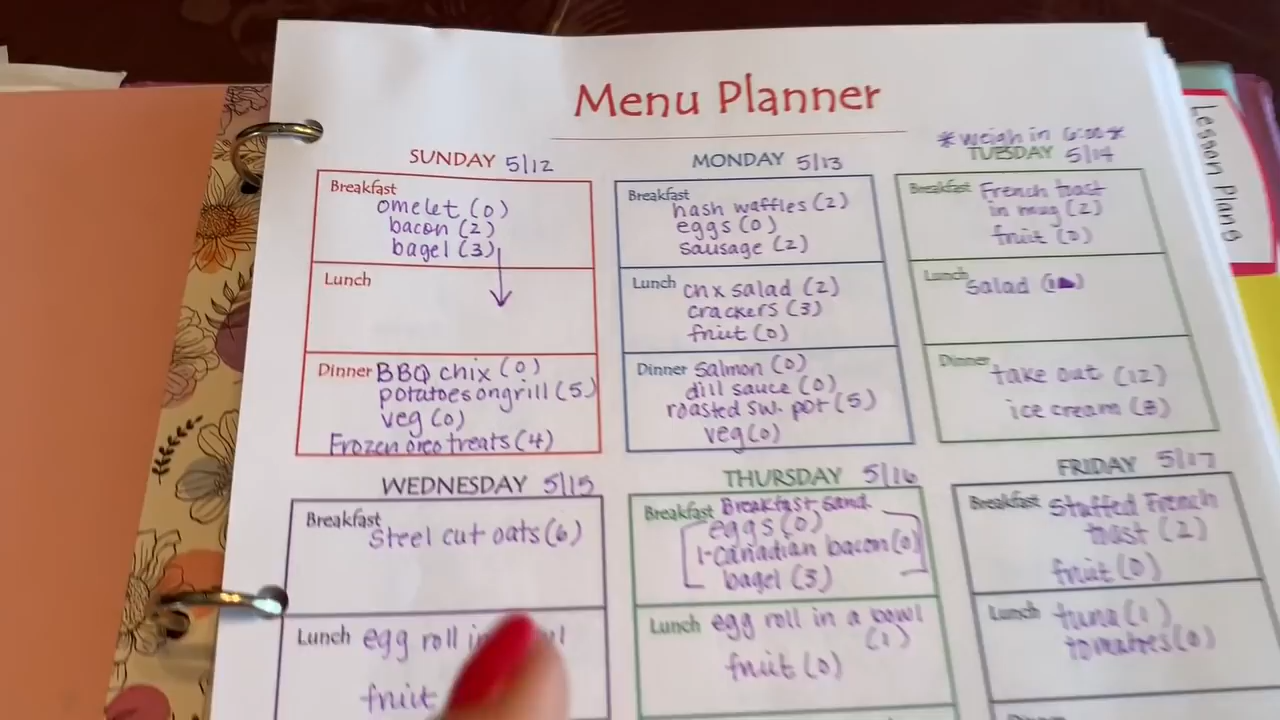 Menu Planner
*weigh in 6:00*
SUNDAY 5/12
Breakfast
omelet (0)
bacon (2)
bagel (3)
Lunch
Dinner BBQ chix (0)
potatoes on grill (5)
veg (0)
Frozen oreo treats (4)
MONDAY 5/13
Breakfast
hash waffles (2)
eggs (0)
sausage (2)
Lunch chx salad (2)
crackers (3)
fruit (0)
Dinner salmon (0)
dill sauce (0)
roasted sw. pot (5)
veg (0)
TUESDAY 5/14
Breakfast French toast
in mug (2)
fruit (0)
Lunch
salad (1)
Dinner
take out (12)
ice cream (3)
WEDNESDAY 5/15
Breakfast
Steel cut oats (6)
Lunch egg roll
fruit
THURSDAY 5/16
Breakfast Breakfast sand.
eggs (0)
1-Canadian bacon (0)
bagel (3)
Lunch egg roll in a bowl
(1)
fruit (0)
FRIDAY 5/17
Breakfast Stuffed French
toast (2)
fruit (0)
Lunch tuna (1)
tomatoes (0)
Lesson Plans